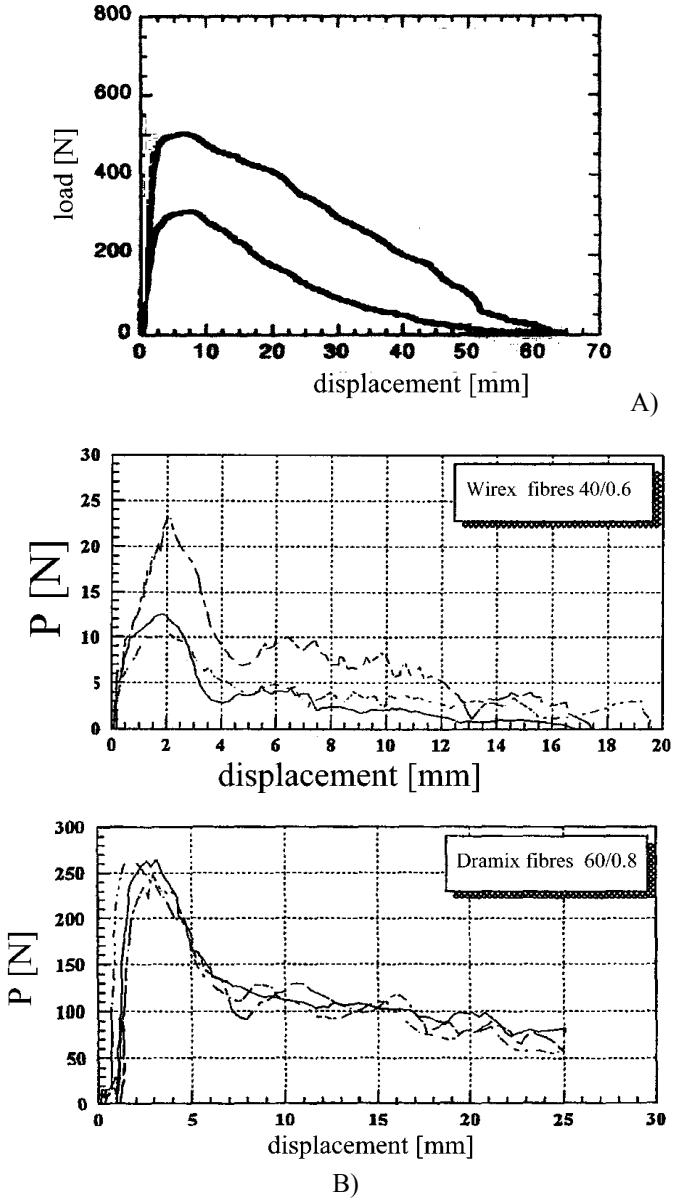 800
600
400
200
0
load [N]
0 10 20 30 40 50 60 70
displacement [mm]
A)
30
25
20
15
10
5
0
P [N]
Wirex fibres 40/0.6
0 2 4 6 8 10 12 14 16 18 20
displacement [mm]
300
250
200
150
100
50
0
P [N]
Dramix fibres 60/0.8
0 5 10 15 20 25 30
displacement [mm]
B)